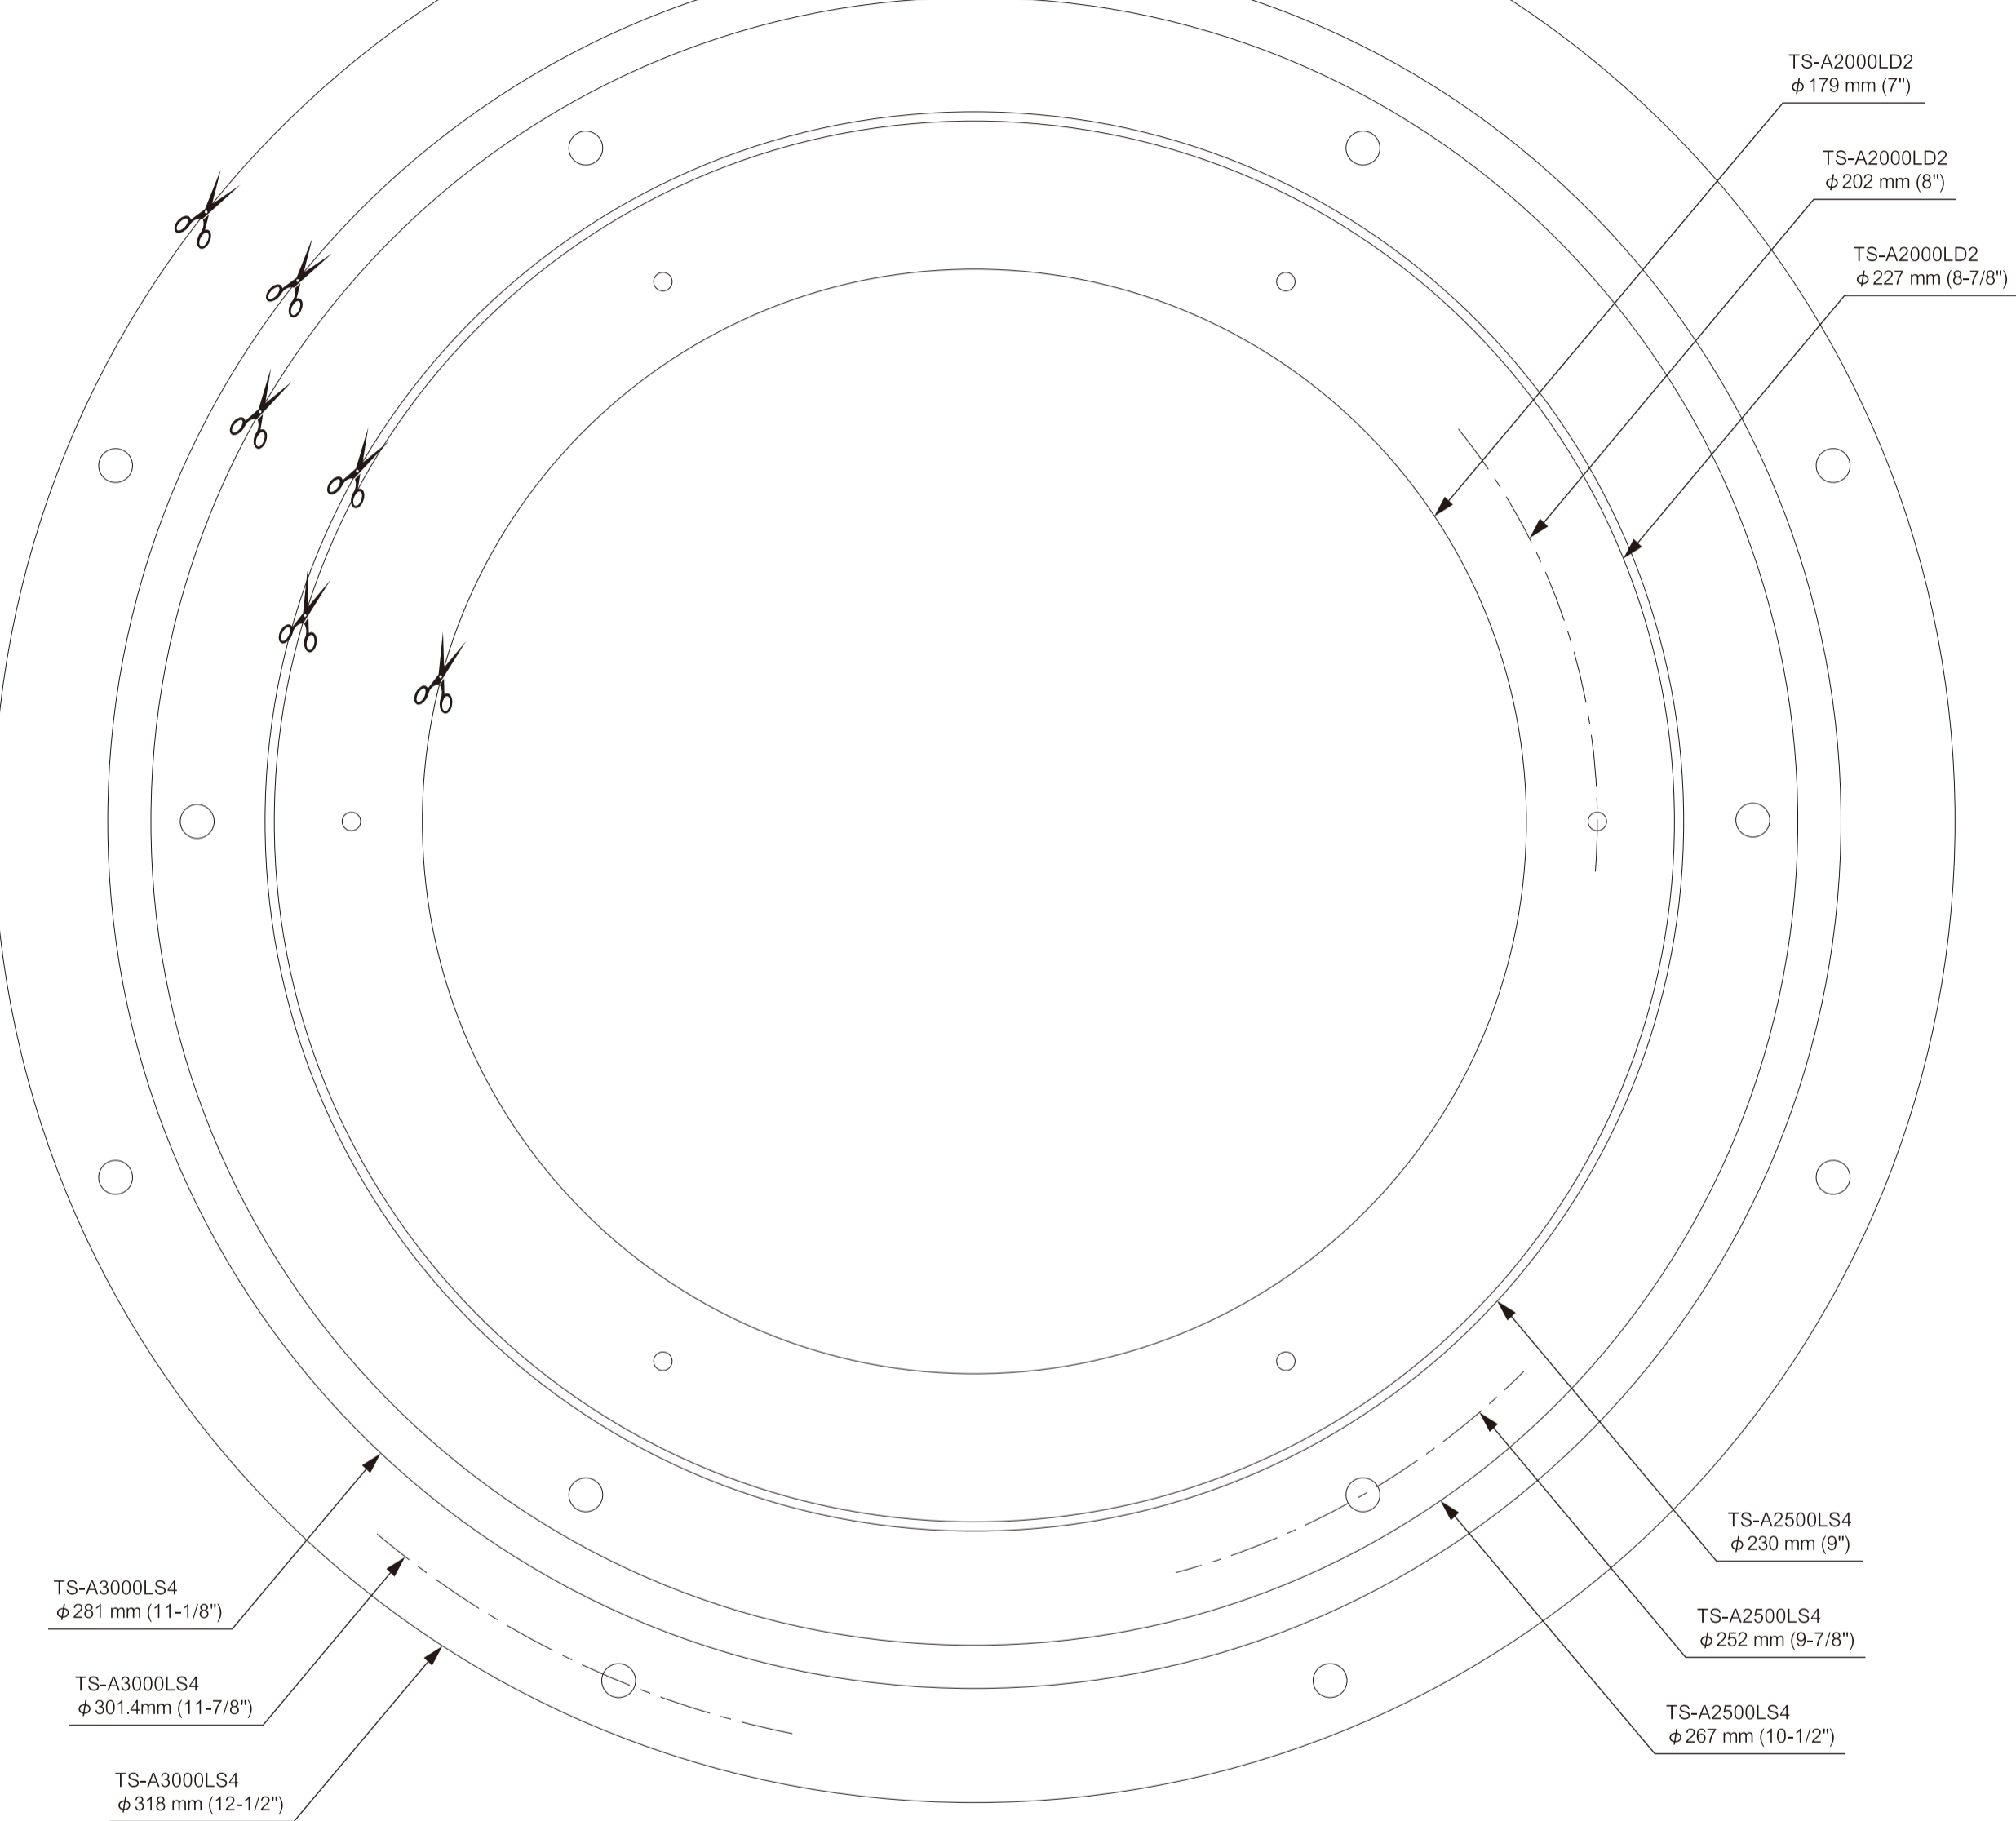 TS-A2000LD2
ϕ 179 mm (7")
TS-A2000LD2
ϕ 202 mm (8")
TS-A2000LD2
ϕ 227 mm (8-7/8")
TS-A2500LS4
ϕ 230 mm (9")
TS-A2500LS4
ϕ 252 mm (9-7/8")
TS-A2500LS4
ϕ 267 mm (10-1/2")
TS-A3000LS4
ϕ 281 mm (11-1/8")
TS-A3000LS4
ϕ 301.4mm (11-7/8")
TS-A3000LS4
ϕ 318 mm (12-1/2")